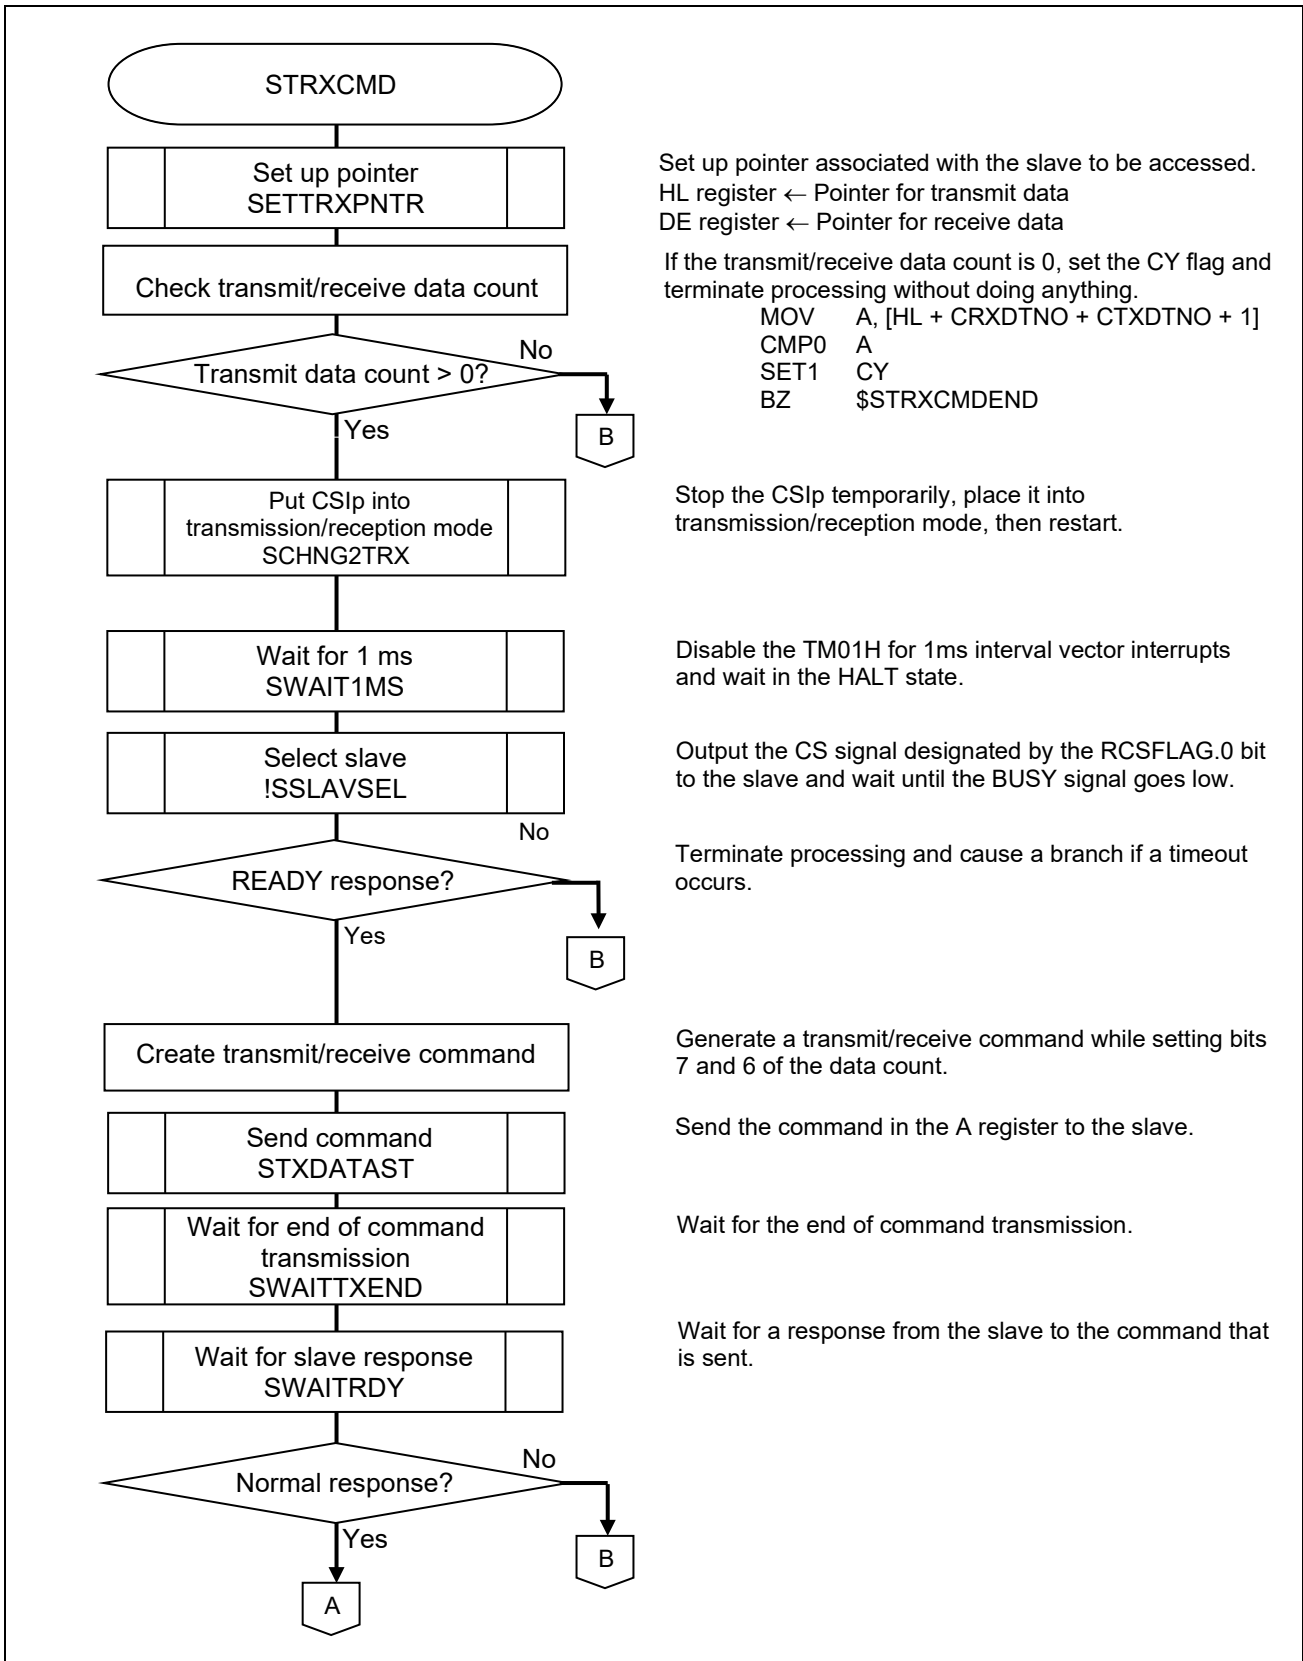 STRXCMD
Set up pointer
SETTRXPNTR
Set up pointer associated with the slave to be accessed.
HL register ← Pointer for transmit data
DE register ← Pointer for receive data
Check transmit/receive data count
If the transmit/receive data count is 0, set the CY flag and
terminate processing without doing anything.
MOV A, [HL + CRXDTNO + CTXDTNO + 1]
CMP0 A
SET1 CY
BZ $STRXCMDEND
Transmit data count > 0?
No
B
Yes
Put CSIp into
transmission/reception mode
SCHNG2TRX
Stop the CSIp temporarily, place it into
transmission/reception mode, then restart.
Wait for 1 ms
SWAIT1MS
Disable the TM01H for 1ms interval vector interrupts
and wait in the HALT state.
Select slave
!SSLAVSEL
Output the CS signal designated by the RCSFLAG.0 bit
to the slave and wait until the BUSY signal goes low.
No
READY response?
Terminate processing and cause a branch if a timeout
occurs.
Yes
B
Create transmit/receive command
Generate a transmit/receive command while setting bits
7 and 6 of the data count.
Send command
STXDATAST
Send the command in the A register to the slave.
Wait for end of command
transmission
SWAITTXEND
Wait for the end of command transmission.
Wait for slave response
SWAITRDY
Wait for a response from the slave to the command that
is sent.
No
Normal response?
Yes
B
A